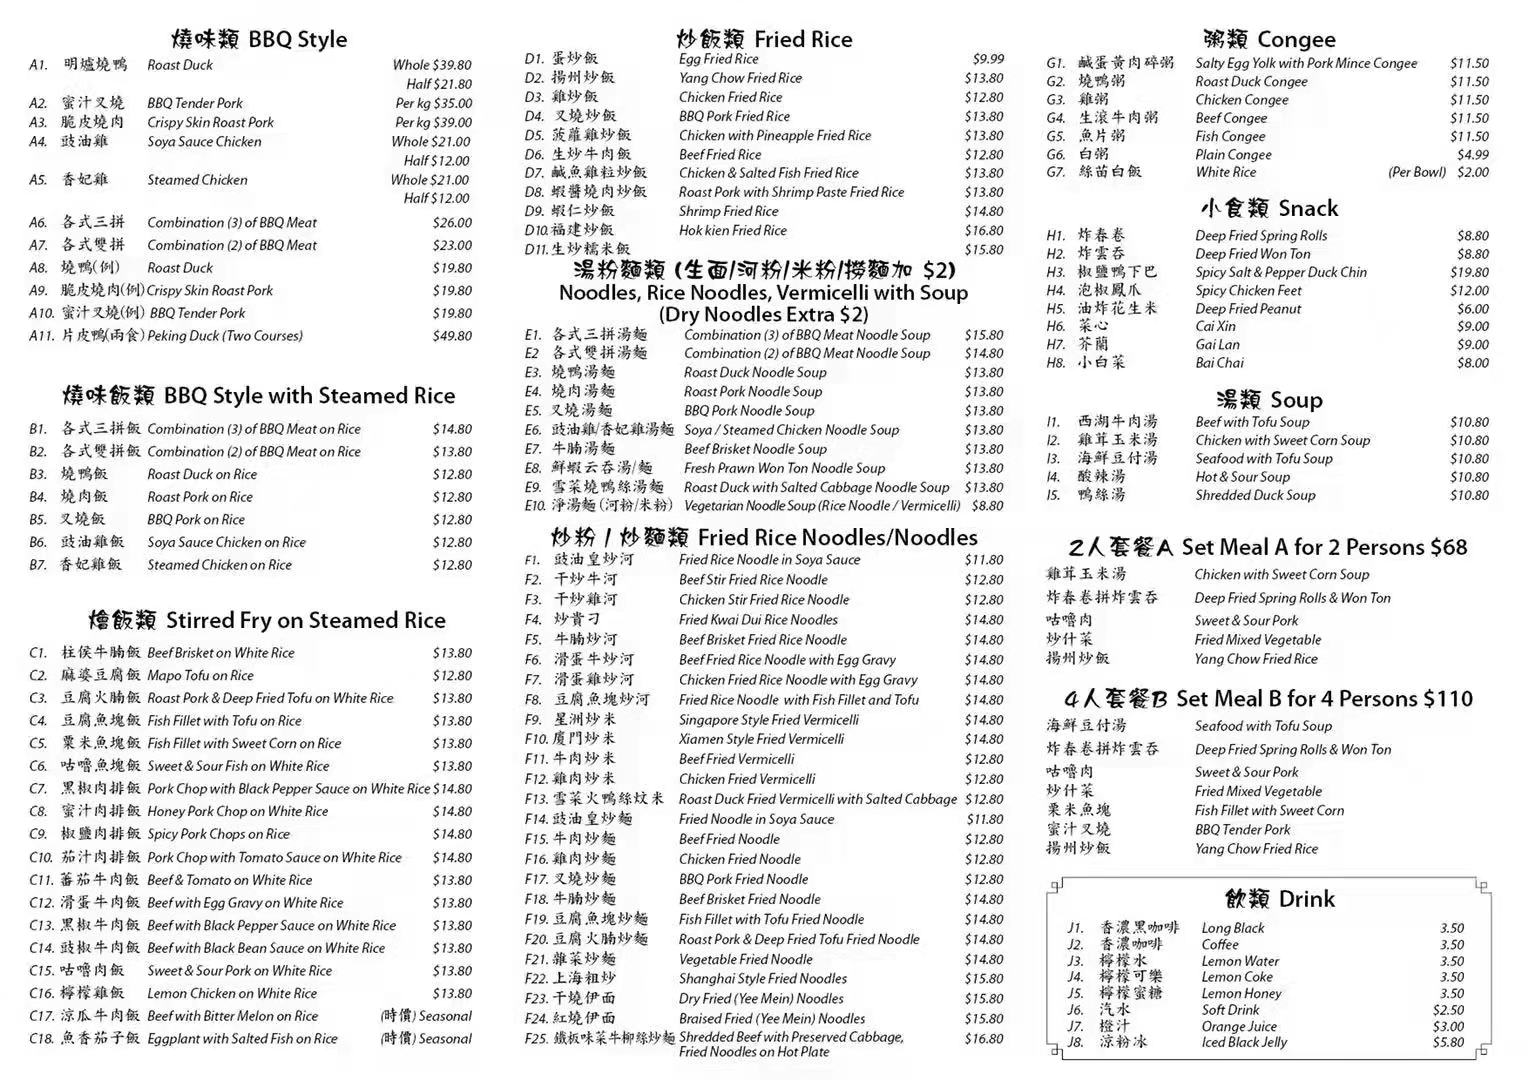 燒味類 BBQ Style
A1. 明爐燒鴨 Roast Duck Whole $39.80
Half $21.80
A2. 蜜汁叉燒 BBQ Tender Pork Per kg $35.00
A3. 脆皮燒肉 Crispy Skin Roast Pork Per kg $39.00
A4. 豉油雞 Soya Sauce Chicken Whole $21.00
Half $12.00
A5. 香妃雞 Steamed Chicken Whole $21.00
Half $12.00
A6. 各式三拼 Combination (3) of BBQ Meat $26.00
A7. 各式雙拼 Combination (2) of BBQ Meat $23.00
A8. 燒鴨(例) Roast Duck $19.80
A9. 脆皮燒肉(例) Crispy Skin Roast Pork $19.80
A10. 蜜汁叉燒(例) BBQ Tender Pork $19.80
A11. 片皮鴨(兩食) Peking Duck (Two Courses) $49.80
燒味飯類 BBQ Style with Steamed Rice
B1. 各式三拼飯 Combination (3) of BBQ Meat on Rice $14.80
B2. 各式雙拼飯 Combination (2) of BBQ Meat on Rice $13.80
B3. 燒鴨飯 Roast Duck on Rice $12.80
B4. 燒肉飯 Roast Pork on Rice $12.80
B5. 叉燒飯 BBQ Pork on Rice $12.80
B6. 豉油雞飯 Soya Sauce Chicken on Rice $12.80
B7. 香妃雞飯 Steamed Chicken on Rice $12.80
燴飯類 Stirred Fry on Steamed Rice
C1. 柱侯牛腩飯 Beef Brisket on White Rice $13.80
C2. 麻婆豆腐飯 Mapo Tofu on Rice $12.80
C3. 豆腐火腩飯 Roast Pork & Deep Fried Tofu on White Rice $13.80
C4. 豆腐魚塊飯 Fish Fillet with Tofu on Rice $13.80
C5. 粟米魚塊飯 Fish Fillet with Sweet Corn on Rice $13.80
C6. 咕嚕魚塊飯 Sweet & Sour Fish on White Rice $13.80
C7. 黑椒肉排飯 Pork Chop with Black Pepper Sauce on White Rice $14.80
C8. 蜜汁肉排飯 Honey Pork Chop on White Rice $14.80
C9. 椒鹽肉排飯 Spicy Pork Chops on Rice $14.80
C10. 茄汁肉排飯 Pork Chop with Tomato Sauce on White Rice $14.80
C11. 蕃茄牛肉飯 Beef & Tomato on White Rice $13.80
C12. 滑蛋牛肉飯 Beef with Egg Gravy on White Rice $13.80
C13. 黑椒牛肉飯 Beef with Black Pepper Sauce on White Rice $13.80
C14. 豉椒牛肉飯 Beef with Black Bean Sauce on White Rice $13.80
C15. 咕嚕肉飯 Sweet & Sour Pork on White Rice $13.80
C16. 檸檬雞飯 Lemon Chicken on White Rice $13.80
C17. 涼瓜牛肉飯 Beef with Bitter Melon on Rice (時價) Seasonal
C18. 魚香茄子飯 Eggplant with Salted Fish on Rice (時價) Seasonal
炒飯類 Fried Rice
D1. 蛋炒飯 Egg Fried Rice $9.99
D2. 揚州炒飯 Yang Chow Fried Rice $13.80
D3. 雞炒飯 Chicken Fried Rice $12.80
D4. 叉燒炒飯 BBQ Pork Fried Rice $13.80
D5. 菠蘿雞炒飯 Chicken with Pineapple Fried Rice $13.80
D6. 生炒牛肉飯 Beef Fried Rice $12.80
D7. 鹹魚雞粒炒飯 Chicken & Salted Fish Fried Rice $13.80
D8. 蝦醬燒肉炒飯 Roast Pork with Shrimp Paste Fried Rice $13.80
D9. 蝦仁炒飯 Shrimp Fried Rice $14.80
D10. 福建炒飯 Hok kien Fried Rice $16.80
D11. 生炒糯米飯 $15.80
湯粉麵類 (生面/河粉/米粉/撈麵加 $2)
Noodles, Rice Noodles, Vermicelli with Soup
(Dry Noodles Extra $2)
E1. 各式三拼湯麵 Combination (3) of BBQ Meat Noodle Soup $15.80
E2 各式雙拼湯麵 Combination (2) of BBQ Meat Noodle Soup $14.80
E3. 燒鴨湯麵 Roast Duck Noodle Soup $13.80
E4. 燒肉湯麵 Roast Pork Noodle Soup $13.80
E5. 叉燒湯麵 BBQ Pork Noodle Soup $13.80
E6. 豉油雞/香妃雞湯麵 Soya / Steamed Chicken Noodle Soup $13.80
E7. 牛腩湯麵 Beef Brisket Noodle Soup $13.80
E8. 鮮蝦云吞湯/麵 Fresh Prawn Won Ton Noodle Soup $13.80
E9. 雪菜燒鴨絲湯麵 Roast Duck with Salted Cabbage Noodle Soup $13.80
E10. 淨湯麵 (河粉/米粉) Vegetarian Noodle Soup (Rice Noodle / Vermicelli) $8.80
炒粉 / 炒麵類 Fried Rice Noodles/Noodles
F1. 豉油皇炒河 Fried Rice Noodle in Soya Sauce $11.80
F2. 干炒牛河 Beef Stir Fried Rice Noodle $12.80
F3. 干炒雞河 Chicken Stir Fried Rice Noodle $12.80
F4. 炒貴刁 Fried Kwai Dui Rice Noodles $14.80
F5. 牛腩炒河 Beef Brisket Fried Rice Noodle $14.80
F6. 滑蛋牛炒河 Beef Fried Rice Noodle with Egg Gravy $14.80
F7. 滑蛋雞炒河 Chicken Fried Rice Noodle with Egg Gravy $14.80
F8. 豆腐魚塊炒河 Fried Rice Noodle with Fish Fillet and Tofu $14.80
F9. 星洲炒米 Singapore Style Fried Vermicelli $14.80
F10. 廈門炒米 Xiamen Style Fried Vermicelli $14.80
F11. 牛肉炒米 Beef Fried Vermicelli $12.80
F12. 雞肉炒米 Chicken Fried Vermicelli $12.80
F13. 雪菜火鴨絲炆米 Roast Duck Fried Vermicelli with Salted Cabbage $12.80
F14. 豉油皇炒麵 Fried Noodle in Soya Sauce $11.80
F15. 牛肉炒麵 Beef Fried Noodle $12.80
F16. 雞肉炒麵 Chicken Fried Noodle $12.80
F17. 叉燒炒麵 BBQ Pork Fried Noodle $12.80
F18. 牛腩炒麵 Beef Brisket Fried Noodle $14.80
F19. 豆腐魚塊炒麵 Fish Fillet with Tofu Fried Noodle $14.80
F20. 豆腐火腩炒麵 Roast Pork & Deep Fried Tofu Fried Noodle $14.80
F21. 雜菜炒麵 Vegetable Fried Noodle $14.80
F22. 上海粗炒 Shanghai Style Fried Noodles $15.80
F23. 干燒伊面 Dry Fried (Yee Mein) Noodles $15.80
F24. 紅燒伊面 Braised Fried (Yee Mein) Noodles $15.80
F25. 鐵板味菜牛柳絲炒麵 Shredded Beef with Preserved Cabbage, $16.80
Fried Noodles on Hot Plate
粥類 Congee
G1. 鹹蛋黃肉碎粥 Salty Egg Yolk with Pork Mince Congee $11.50
G2. 燒鴨粥 Roast Duck Congee $11.50
G3. 雞粥 Chicken Congee $11.50
G4. 生滾牛肉粥 Beef Congee $11.50
G5. 魚片粥 Fish Congee $11.50
G6. 白粥 Plain Congee $4.99
G7. 絲苗白飯 White Rice (Per Bowl) $2.00
小食類 Snack
H1. 炸春卷 Deep Fried Spring Rolls $8.80
H2. 炸雲吞 Deep Fried Won Ton $8.80
H3. 椒鹽鴨下巴 Spicy Salt & Pepper Duck Chin $19.80
H4. 泡椒鳳爪 Spicy Chicken Feet $12.00
H5. 油炸花生米 Deep Fried Peanut $6.00
H6. 菜心 Cai Xin $9.00
H7. 芥蘭 Gai Lan $9.00
H8. 小白菜 Bai Chai $8.00
湯類 Soup
I1. 西湖牛肉湯 Beef with Tofu Soup $10.80
I2. 雞茸玉米湯 Chicken with Sweet Corn Soup $10.80
I3. 海鮮豆付湯 Seafood with Tofu Soup $10.80
I4. 酸辣湯 Hot & Sour Soup $10.80
I5. 鴨絲湯 Shredded Duck Soup $10.80
2人套餐A Set Meal A for 2 Persons $68
雞茸玉米湯 Chicken with Sweet Corn Soup
炸春卷拼炸雲吞 Deep Fried Spring Rolls & Won Ton
咕嚕肉 Sweet & Sour Pork
炒什菜 Fried Mixed Vegetable
揚州炒飯 Yang Chow Fried Rice
4人套餐B Set Meal B for 4 Persons $110
海鮮豆付湯 Seafood with Tofu Soup
炸春卷拼炸雲吞 Deep Fried Spring Rolls & Won Ton
咕嚕肉 Sweet & Sour Pork
炒什菜 Fried Mixed Vegetable
粟米魚塊 Fish Fillet with Sweet Corn
蜜汁叉燒 BBQ Tender Pork
揚州炒飯 Yang Chow Fried Rice
飲類 Drink
J1. 香濃黑咖啡 Long Black 3.50
J2. 香濃咖啡 Coffee 3.50
J3. 檸檬水 Lemon Water 3.50
J4. 檸檬可樂 Lemon Coke 3.50
J5. 檸檬蜜糖 Lemon Honey 3.50
J6. 汽水 Soft Drink $2.50
J7. 橙汁 Orange Juice $3.00
J8. 涼粉冰 Iced Black Jelly $5.80